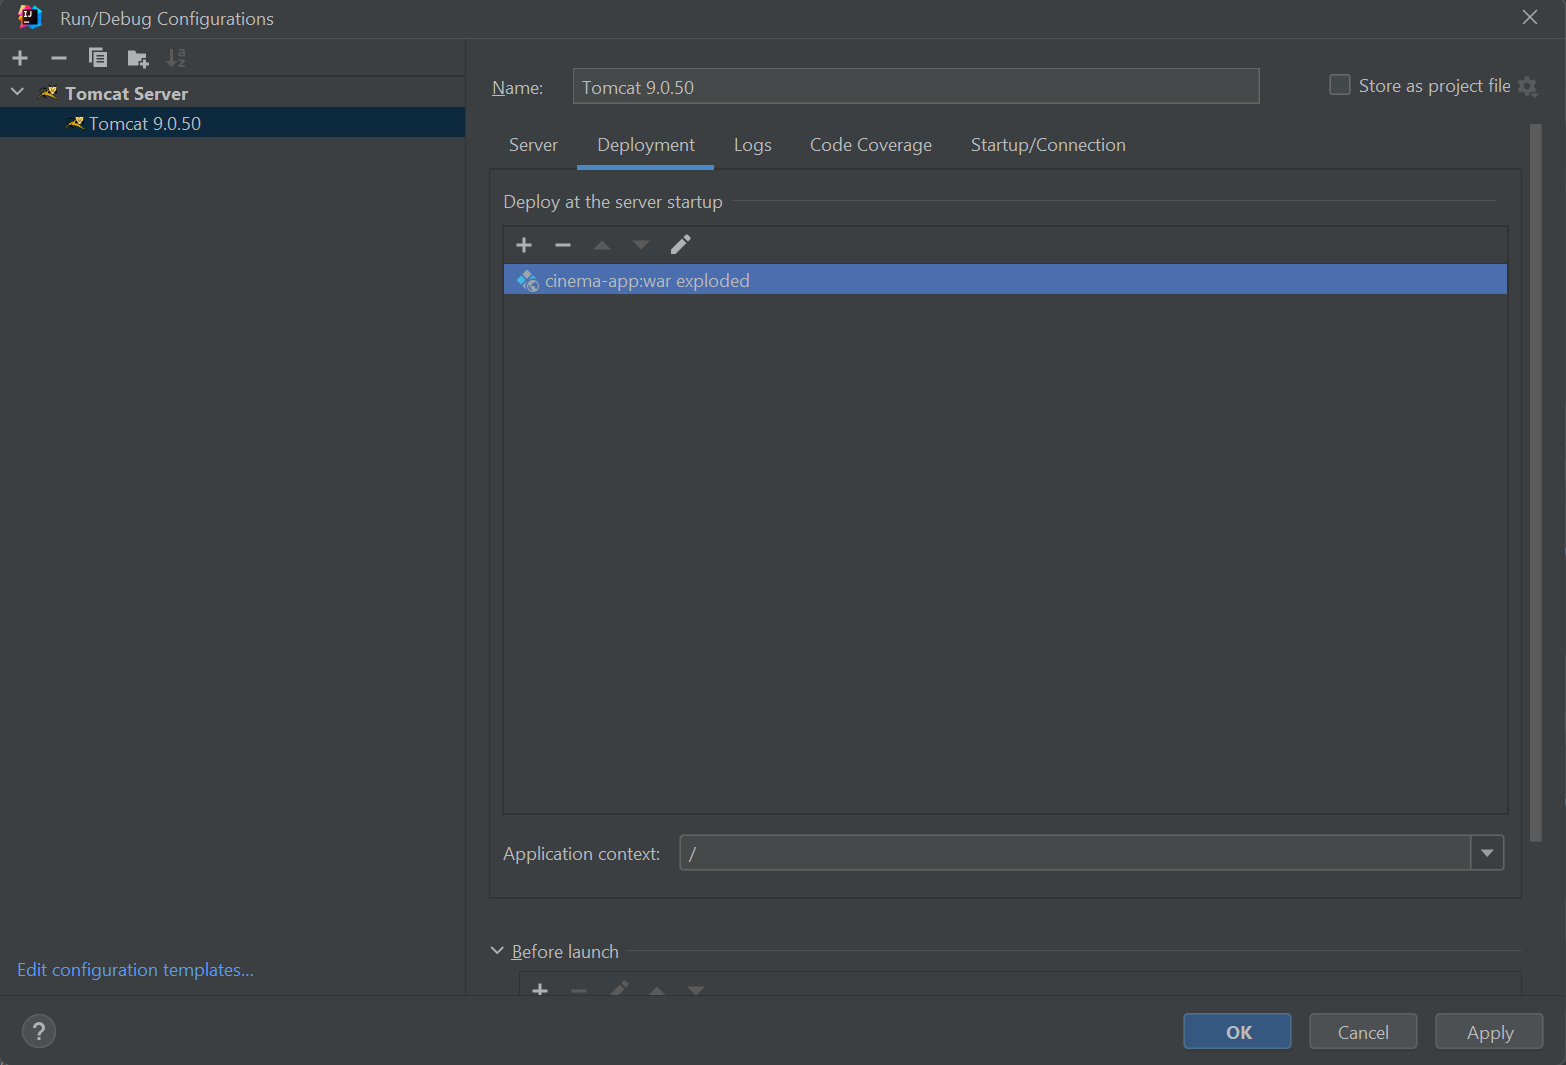 Run/Debug Configurations
Tomcat Server
Tomcat 9.0.50
Edit configuration templates...
Name: Tomcat 9.0.50 Store as project file
Server Deployment Logs Code Coverage Startup/Connection
Deploy at the server startup
cinema-app:war exploded
Application context: /
Before launch
? OK Cancel Apply